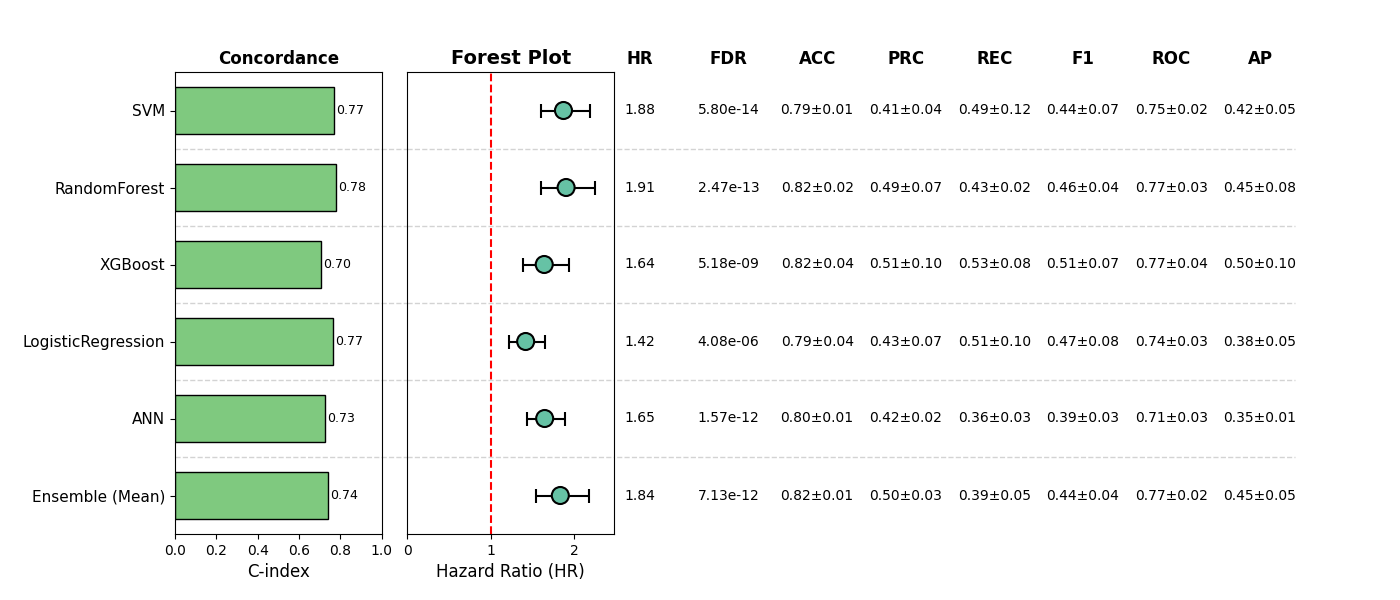 Concordance Forest Plot HR FDR ACC PRC REC F1 ROC AP
SVM 0.77 1.88 5.80e-14 0.79±0.01 0.41±0.04 0.49±0.12 0.44±0.07 0.75±0.02 0.42±0.05
RandomForest 0.78 1.91 2.47e-13 0.82±0.02 0.49±0.07 0.43±0.02 0.46±0.04 0.77±0.03 0.45±0.08
XGBoost 0.70 1.64 5.18e-09 0.82±0.04 0.51±0.10 0.53±0.08 0.51±0.07 0.77±0.04 0.50±0.10
LogisticRegression 0.77 1.42 4.08e-06 0.79±0.04 0.43±0.07 0.51±0.10 0.47±0.08 0.74±0.03 0.38±0.05
ANN 0.73 1.65 1.57e-12 0.80±0.01 0.42±0.02 0.36±0.03 0.39±0.03 0.71±0.03 0.35±0.01
Ensemble (Mean) 0.74 1.84 7.13e-12 0.82±0.01 0.50±0.03 0.39±0.05 0.44±0.04 0.77±0.02 0.45±0.05
0.0 0.2 0.4 0.6 0.8 1.0 0 1 2
C-index Hazard Ratio (HR)